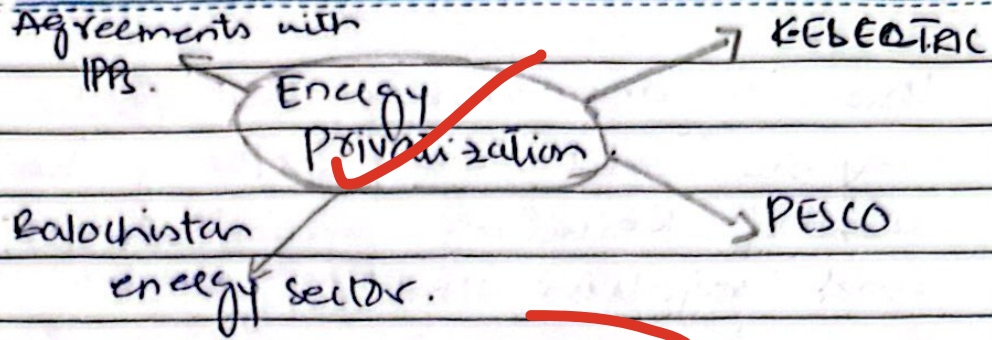 Agreements with
IPPs.
K-ELECTRIC
Energy
Privatization.
Balochistan
energy sector.
PESCO